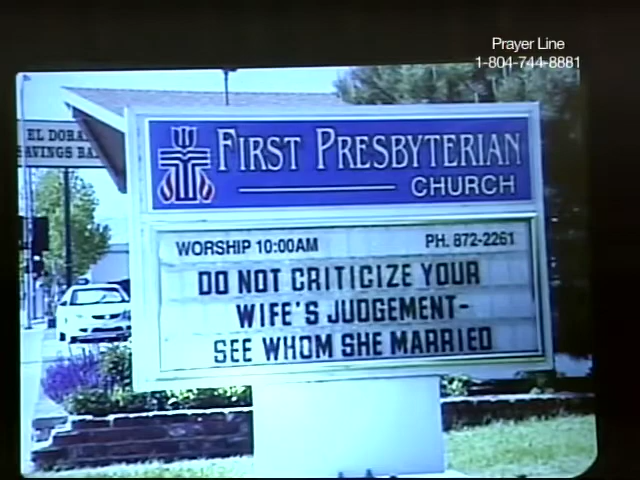 Prayer Line
1-804-744-8881
EL DORA
SAVINGS BA
FIRST PRESBYTERIAN
CHURCH
WORSHIP 10:00AM PH. 872-2261
DO NOT CRITICIZE YOUR
WIFE'S JUDGEMENT-
SEE WHOM SHE MARRIED